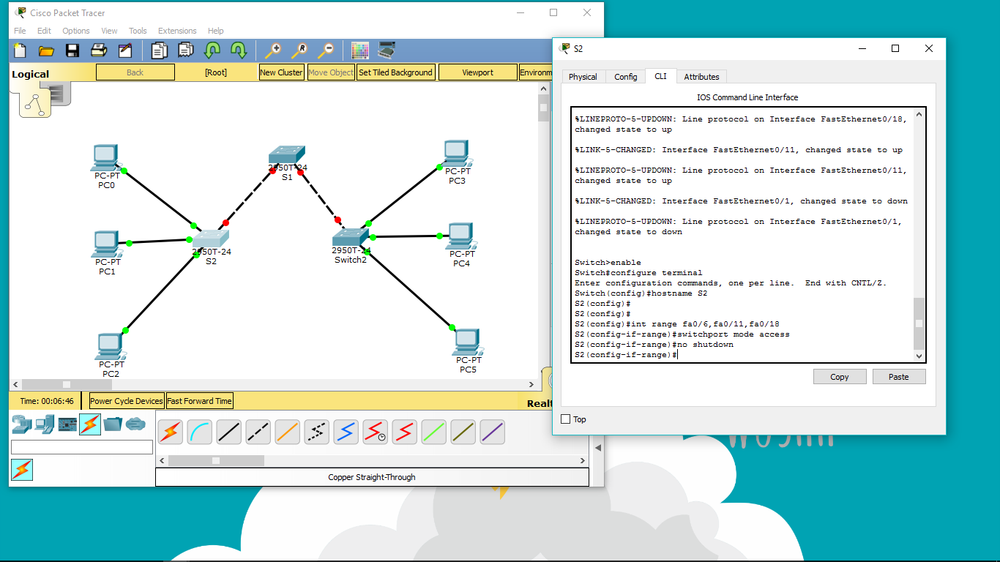 Cisco Packet Tracer
File Edit Options View Tools Extensions Help
Logical
Back
[Root]
New Cluster
Move Object
Set Tiled Background
Viewport
Environm
PC-PT
PC0
PC-PT
PC1
PC-PT
PC2
2950T-24
S1
2950T-24
S2
2950T-24
Switch2
PC-PT
PC3
PC-PT
PC4
PC-PT
PC5
Time: 00:06:46
Power Cycle Devices
Fast Forward Time
Realt
Copper Straight-Through
S2
Physical Config CLI Attributes
IOS Command Line Interface
%LINEPROTO-5-UPDOWN: Line protocol on Interface FastEthernet0/18,
changed state to up
%LINK-5-CHANGED: Interface FastEthernet0/11, changed state to up
%LINEPROTO-5-UPDOWN: Line protocol on Interface FastEthernet0/11,
changed state to up
%LINK-5-CHANGED: Interface FastEthernet0/1, changed state to down
%LINEPROTO-5-UPDOWN: Line protocol on Interface FastEthernet0/1,
changed state to down
Switch>enable
Switch#configure terminal
Enter configuration commands, one per line.  End with CNTL/Z.
Switch(config)#hostname S2
S2(config)#
S2(config)#
S2(config)#int range fa0/6,fa0/11,fa0/18
S2(config-if-range)#switchport mode access
S2(config-if-range)#no shutdown
S2(config-if-range)#
Copy
Paste
Top